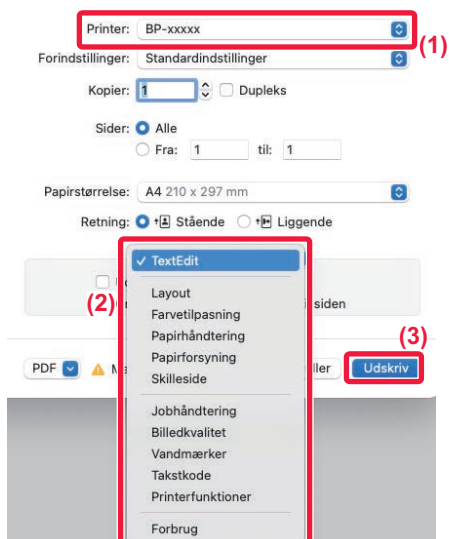 Printer: BP-xxxxx
(1)
Forindstillinger: Standardindstillinger
Kopier: 1 Dupleks
Sider: Alle
Fra: 1 til: 1
Papirstørrelse: A4 210 x 297 mm
Retning: Stående Liggende
TextEdit
(2)
siden
Layout
Farvetilpasning
Papirhåndtering
Papirforsyning
Skilleside
(3)
PDF
Udskriv
Jobhåndtering
Billedkvalitet
Vandmærker
Takstkode
Printerfunktioner
Forbrug